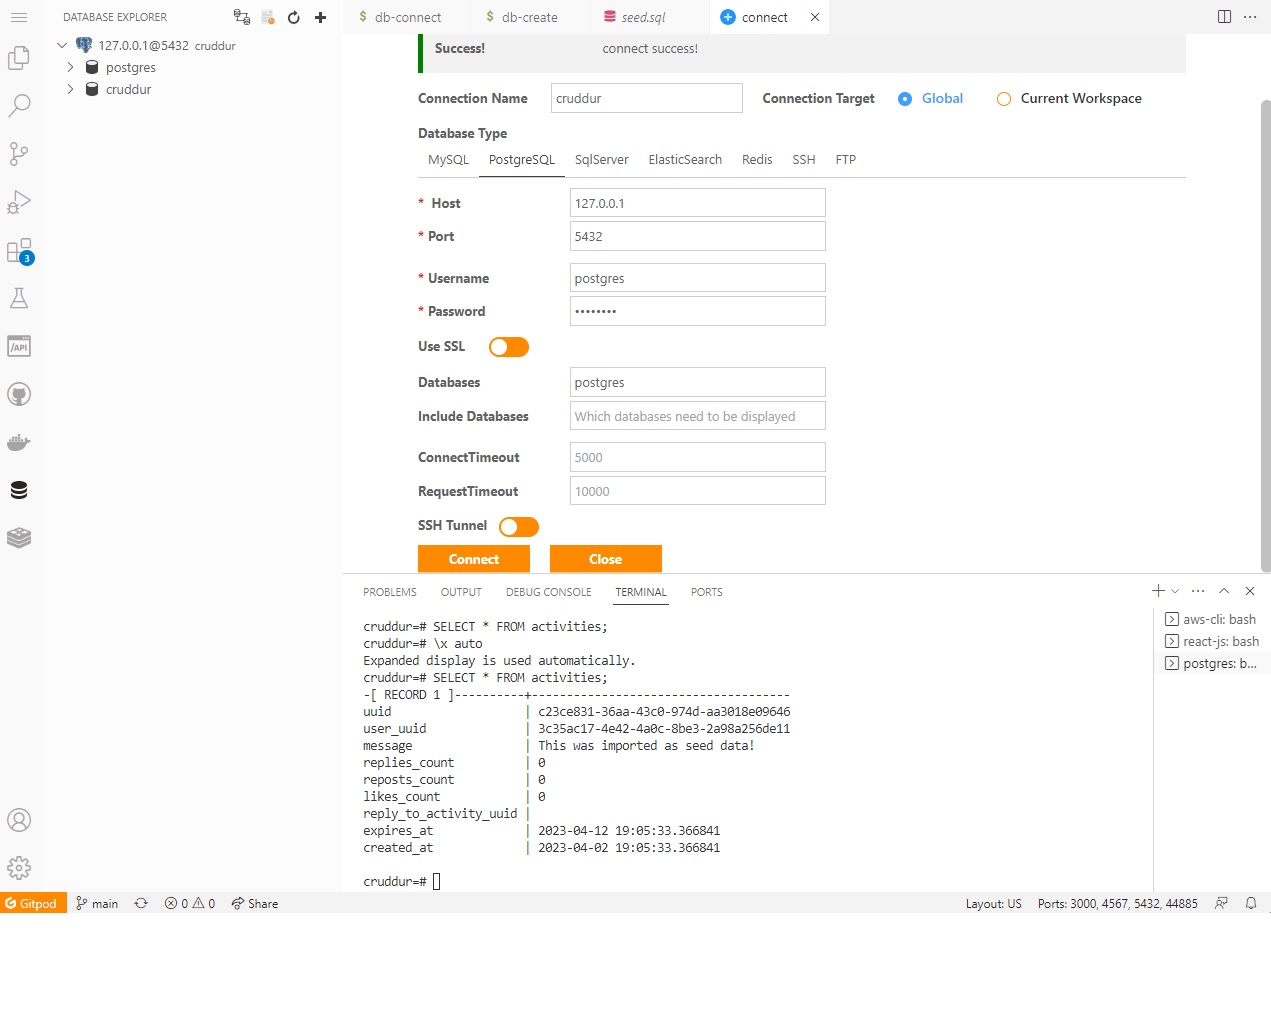 DATABASE EXPLORER
127.0.0.1@5432 cruddur
postgres
cruddur
3
/API
$ db-connect
$ db-create
seed.sql
connect
Success! connect success!
Connection Name cruddur Connection Target Global Current Workspace
Database Type
MySQL PostgreSQL SqlServer ElasticSearch Redis SSH FTP
* Host 127.0.0.1
* Port 5432
* Username postgres
* Password ••••••••
Use SSL
Databases postgres
Include Databases Which databases need to be displayed
ConnectTimeout 5000
RequestTimeout 10000
SSH Tunnel
Connect Close
PROBLEMS OUTPUT DEBUG CONSOLE TERMINAL PORTS
cruddur=# SELECT * FROM activities;
cruddur=# \x auto
Expanded display is used automatically.
cruddur=# SELECT * FROM activities;
-[ RECORD 1 ]----------+-------------------------------------
uuid | c23ce831-36aa-43c0-974d-aa3018e09646
user_uuid | 3c35ac17-4e42-4a0c-8be3-2a98a256de11
message | This was imported as seed data!
replies_count | 0
reposts_count | 0
likes_count | 0
reply_to_activity_uuid |
expires_at | 2023-04-12 19:05:33.366841
created_at | 2023-04-02 19:05:33.366841
cruddur=#
aws-cli: bash
react-js: bash
postgres: b...
Gitpod main 0 0 Share Layout: US Ports: 3000, 4567, 5432, 44885